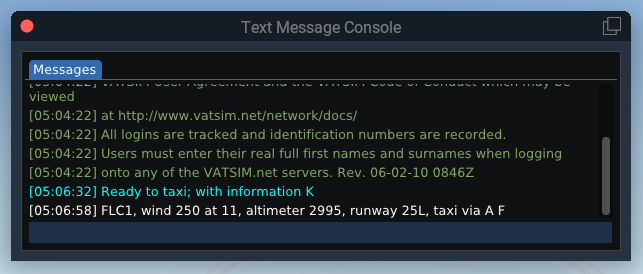 Text Message Console
Messages
[05:04:22] VATSIM User Agreement and the VATSIM Code of Conduct which may be
viewed
[05:04:22] at http://www.vatsim.net/network/docs/
[05:04:22] All logins are tracked and identification numbers are recorded.
[05:04:22] Users must enter their real full first names and surnames when logging
[05:04:22] onto any of the VATSIM.net servers. Rev. 06-02-10 0846Z
[05:06:32] Ready to taxi; with information K
[05:06:58] FLC1, wind 250 at 11, altimeter 2995, runway 25L, taxi via A F